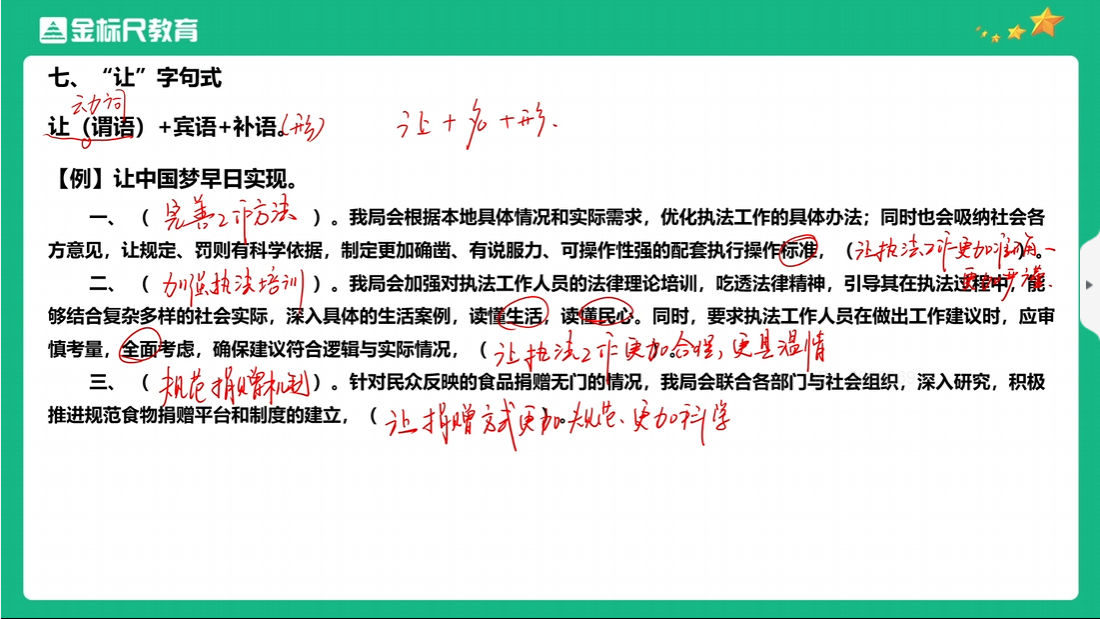 金标尺教育
七、“让”字句式
动词
让（谓语）+宾语+补语。（形） 让+名+形.
【例】让中国梦早日实现。
一、（ 完善工作方法 ）。我局会根据本地具体情况和实际需求，优化执法工作的具体办法；同时也会吸纳社会各
方意见，让规定、罚则有科学依据，制定更加确凿、有说服力、可操作性强的配套执行操作标准，（让执法工作更加准确、）。
更加严谨
二、（ 加强执法培训 ）。我局会加强对执法工作人员的法律理论培训，吃透法律精神，引导其在执法过程中，能
够结合复杂多样的社会实际，深入具体的生活案例，读懂生活，读懂民心。同时，要求执法工作人员在做出工作建议时，应审
慎考量，全面考虑，确保建议符合逻辑与实际情况，（让执法工作更加合理，更具温情）。
三、（ 规范捐赠机制 ）。针对民众反映的食品捐赠无门的情况，我局会联合各部门与社会组织，深入研究，积极
推进规范食物捐赠平台和制度的建立，（让捐赠方式更加规范、更加科学）。